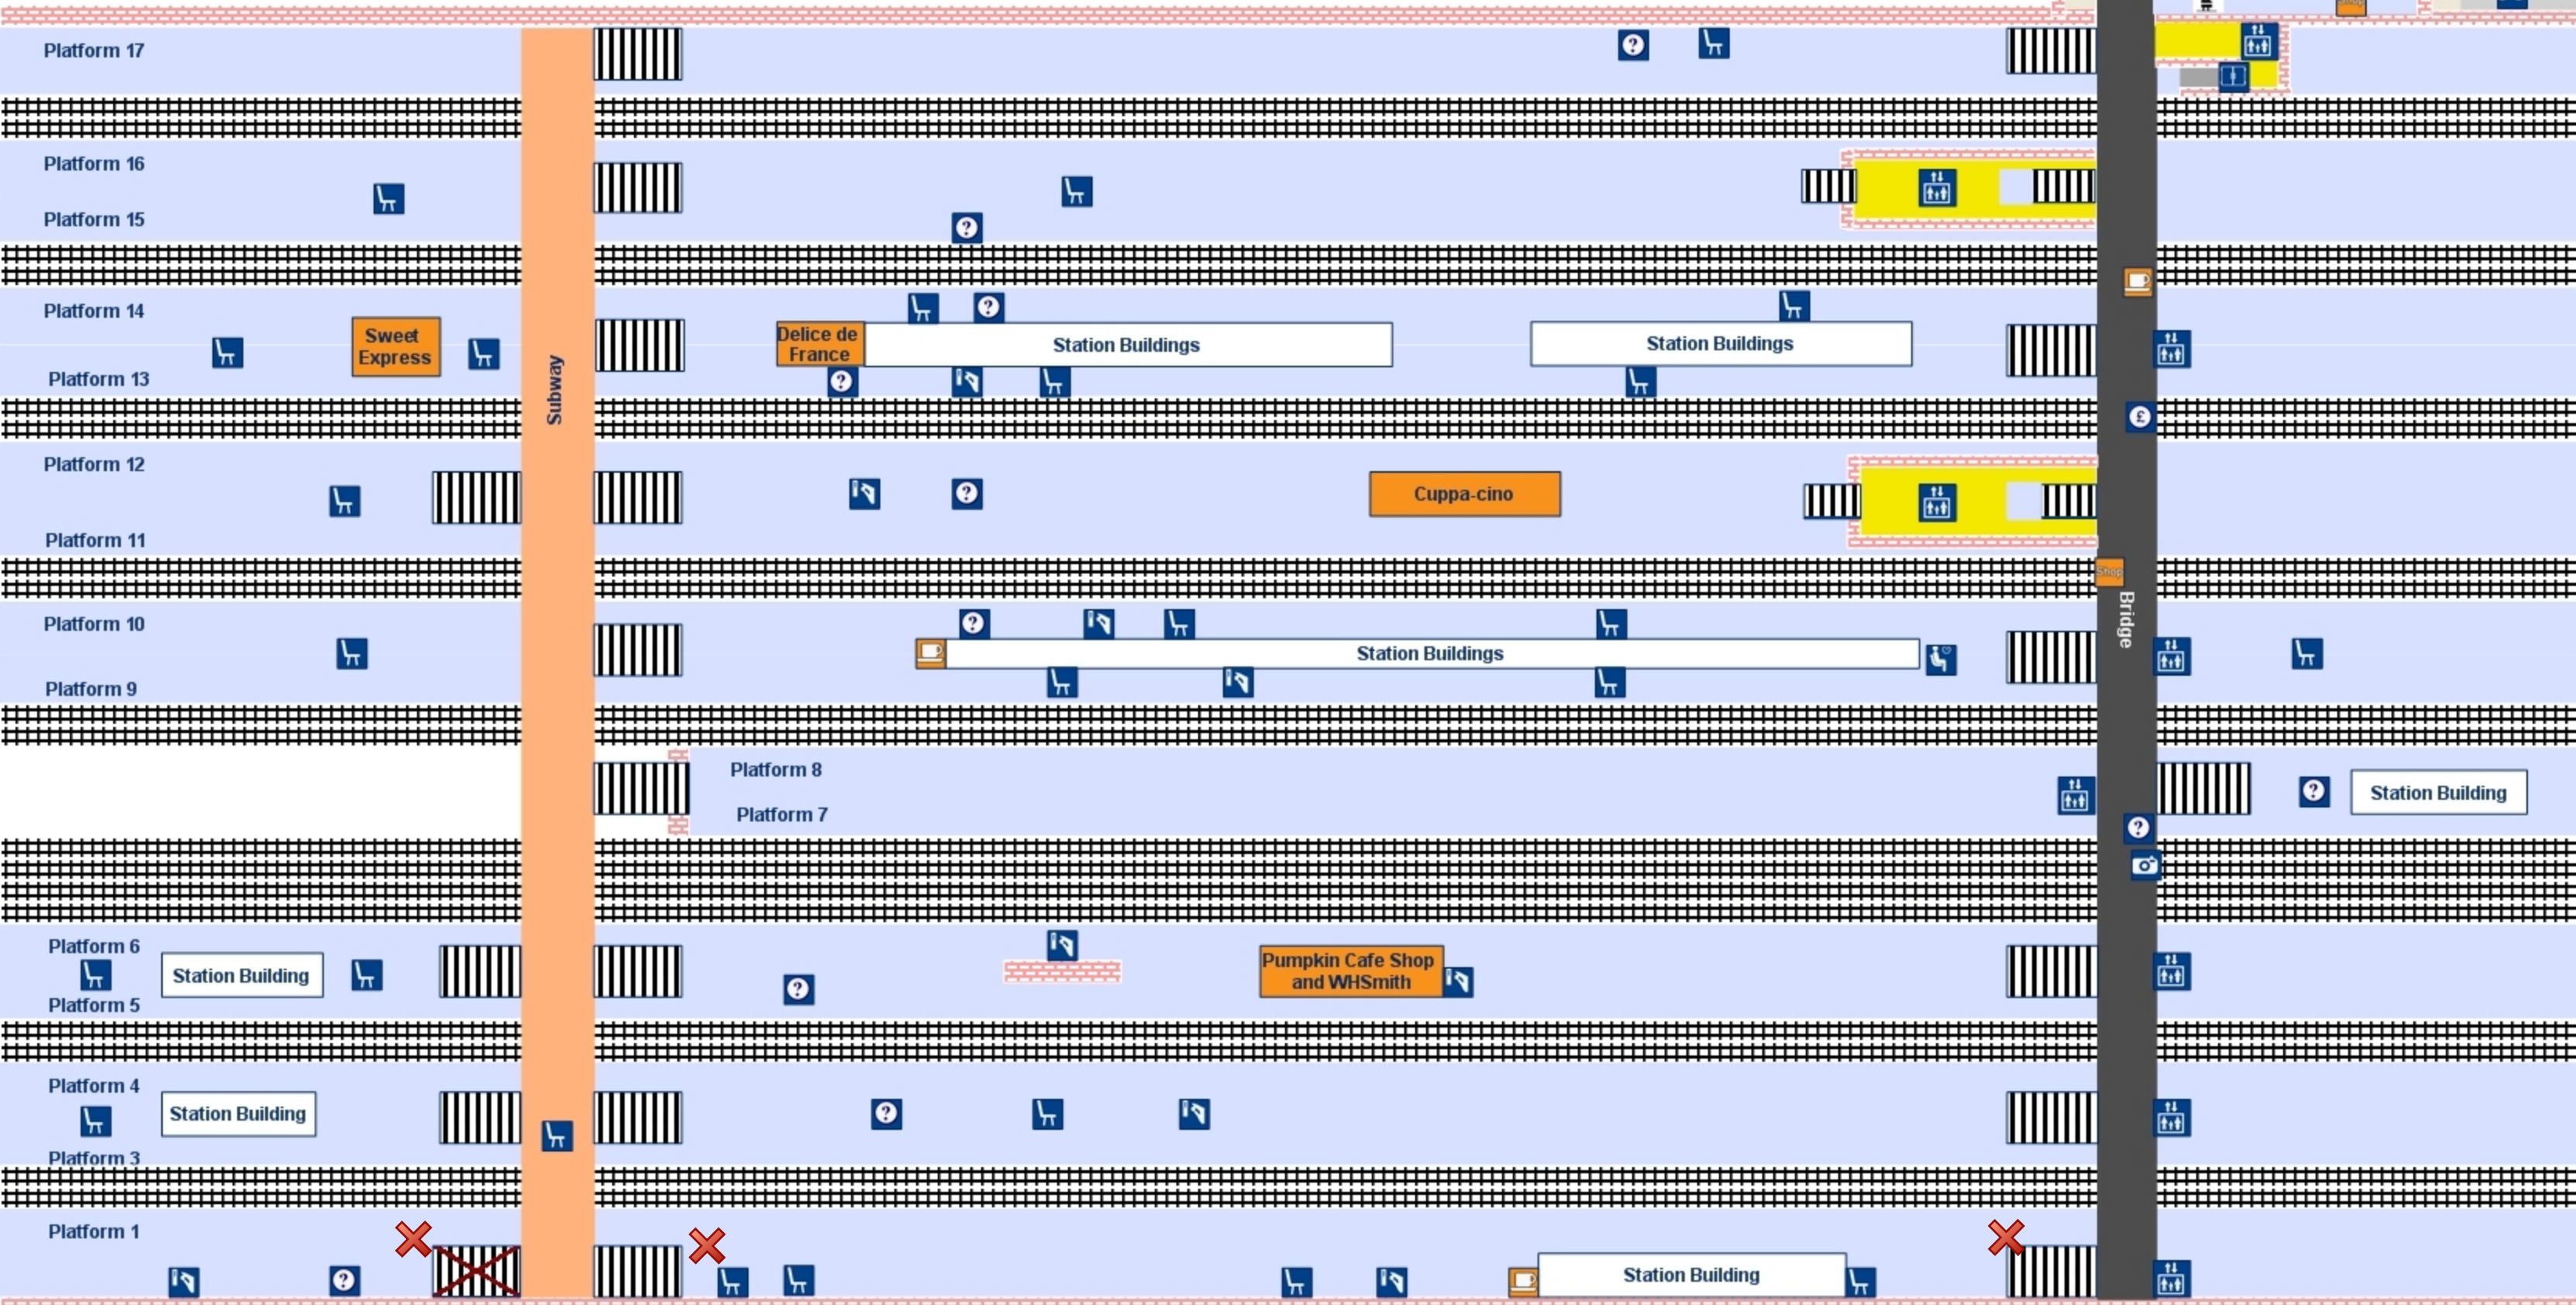 Platform 17
Platform 16
Platform 15
Platform 14
Sweet
Express
Delice de
France
Station Buildings
Station Buildings
Platform 13
Subway
£
Platform 12
Cuppa-cino
Platform 11
Shop
Bridge
Platform 10
Station Buildings
Platform 9
Platform 8
Platform 7
Station Building
Platform 6
Station Building
Platform 5
Pumpkin Cafe Shop
and WHSmith
Platform 4
Station Building
Platform 3
Platform 1
Station Building